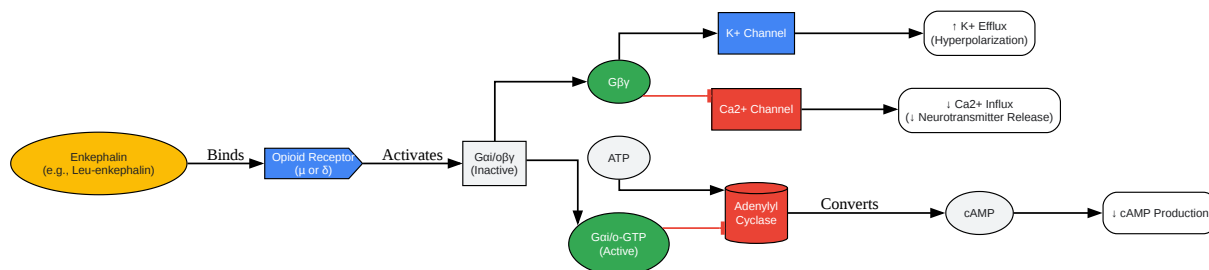 K+ Channel
↑ K+ Efflux
(Hyperpolarization)
Gβγ
Ca2+ Channel
↓ Ca2+ Influx
(↓ Neurotransmitter Release)
Enkephalin
(e.g., Leu-enkephalin)
Binds
Opioid Receptor
(μ or δ)
Activates
Gαi/oβγ
(Inactive)
ATP
Gαi/o-GTP
(Active)
Adenylyl
Cyclase
Converts
cAMP
↓ cAMP Production